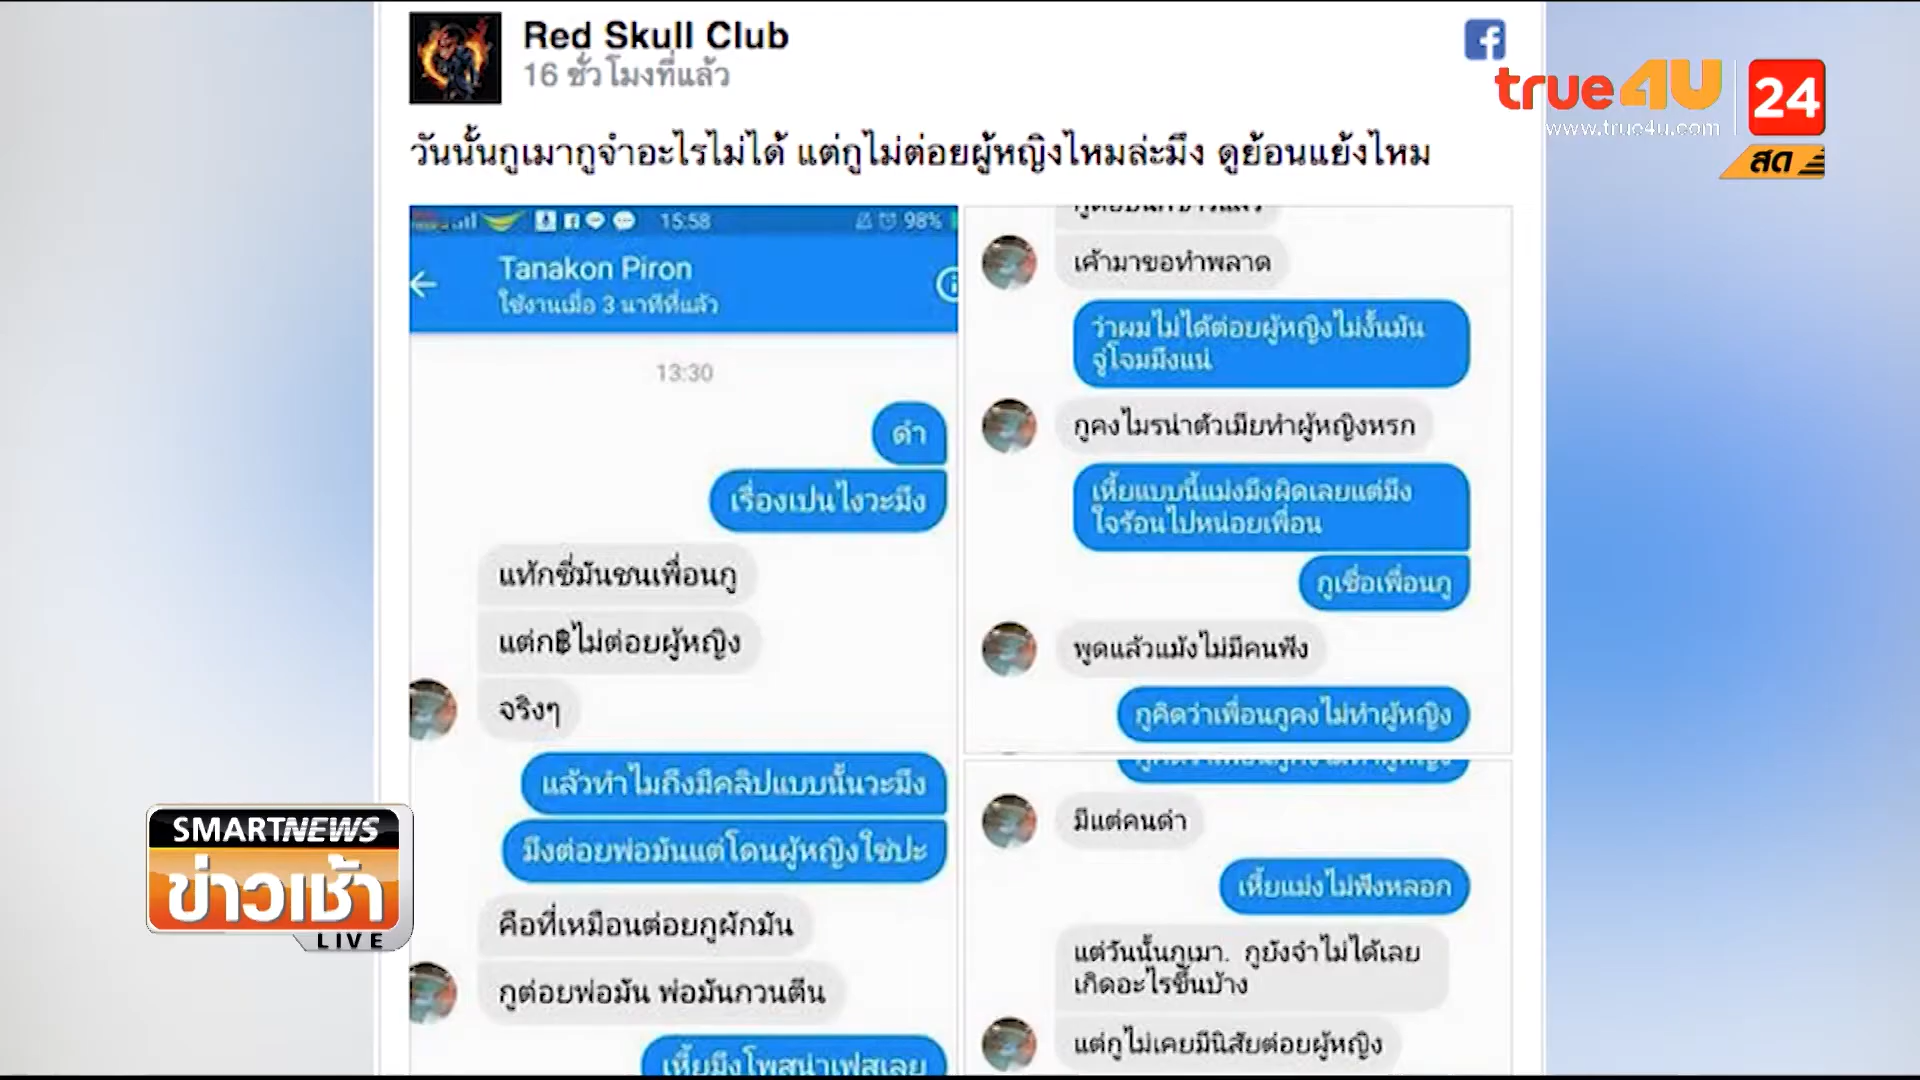 Red Skull Club
16 ชั่วโมงที่แล้ว
true4U 24
www.true4u.com
สด
วันนั้นกูเมากูจำอะไรไม่ได้ แต่กูไม่ต่อยผู้หญิงไหมล่ะมึง ดูย้อนแย้งไหม
15:58
98%
Tanakon Piron
ใช้งานเมื่อ 3 นาทีที่แล้ว
13:30
ดำ
เรื่องเปนไงวะมึง
แท้กซี่มันชนเพื่อนกู
แต่ก฿ไม่ต่อยผู้หญิง
จริงๆ
แล้วทำไมถึงมีคลิปแบบนั้นวะมึง
มึงต่อยพ่อมันแต่โดนผู้หญิงใช่ปะ
คือที่เหมือนต่อยกูผักมัน
กูต่อยพ่อมัน พ่อมันกวนตีน
เหี้ยมึงโพสน่าเฟสเลย
เค้ามาขอทำพลาด
ว่าผมไม่ได้ต่อยผู้หญิงไม่งั้นมัน
จู่โจมมึงแน่
กูคงไมรน่าตัวเมียทำผู้หญิงหรก
เหี้ยแบบนี้แม่งมึงผิดเลยแต่มึง
ใจร้อนไปหน่อยเพื่อน
กูเชื่อเพื่อนกู
พูดแล้วแม้งไม่มีคนฟัง
กูคิดว่าเพื่อนกูคงไม่ทำผู้หญิง
กูคิดว่าเพื่อนกูคงไม่ทำผู้หญิง
มีแต่คนด่า
เหี้ยแม่งไม่ฟังหลอก
แต่วันนั้นกูเมา. กูยังจำไม่ได้เลย
เกิดอะไรขึ้นบ้าง
แต่กูไม่เคยมีนิสัยต่อยผู้หญิง
SMARTNEWS
ข่าวเช้า
LIVE